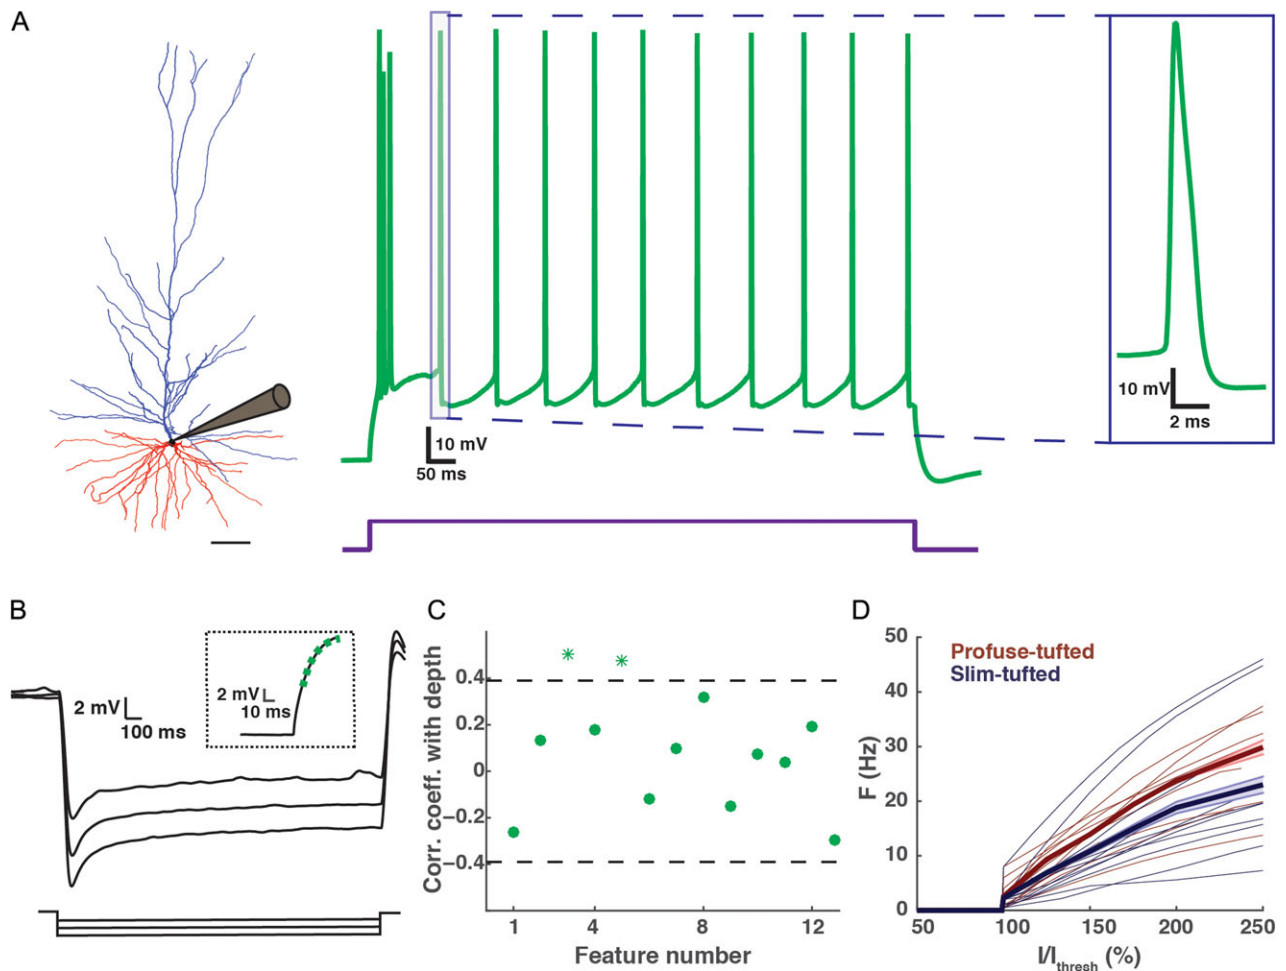 A
10 mV
50 ms
10 mV
2 ms
B
2 mV
100 ms
2 mV
10 ms
C
Corr. coeff. with depth
0.4
0.2
0
−0.2
−0.4
1
4
8
12
Feature number
D
F (Hz)
50
40
30
20
10
0
Profuse-tufted
Slim-tufted
50
100
150
200
250
I/Ithresh (%)